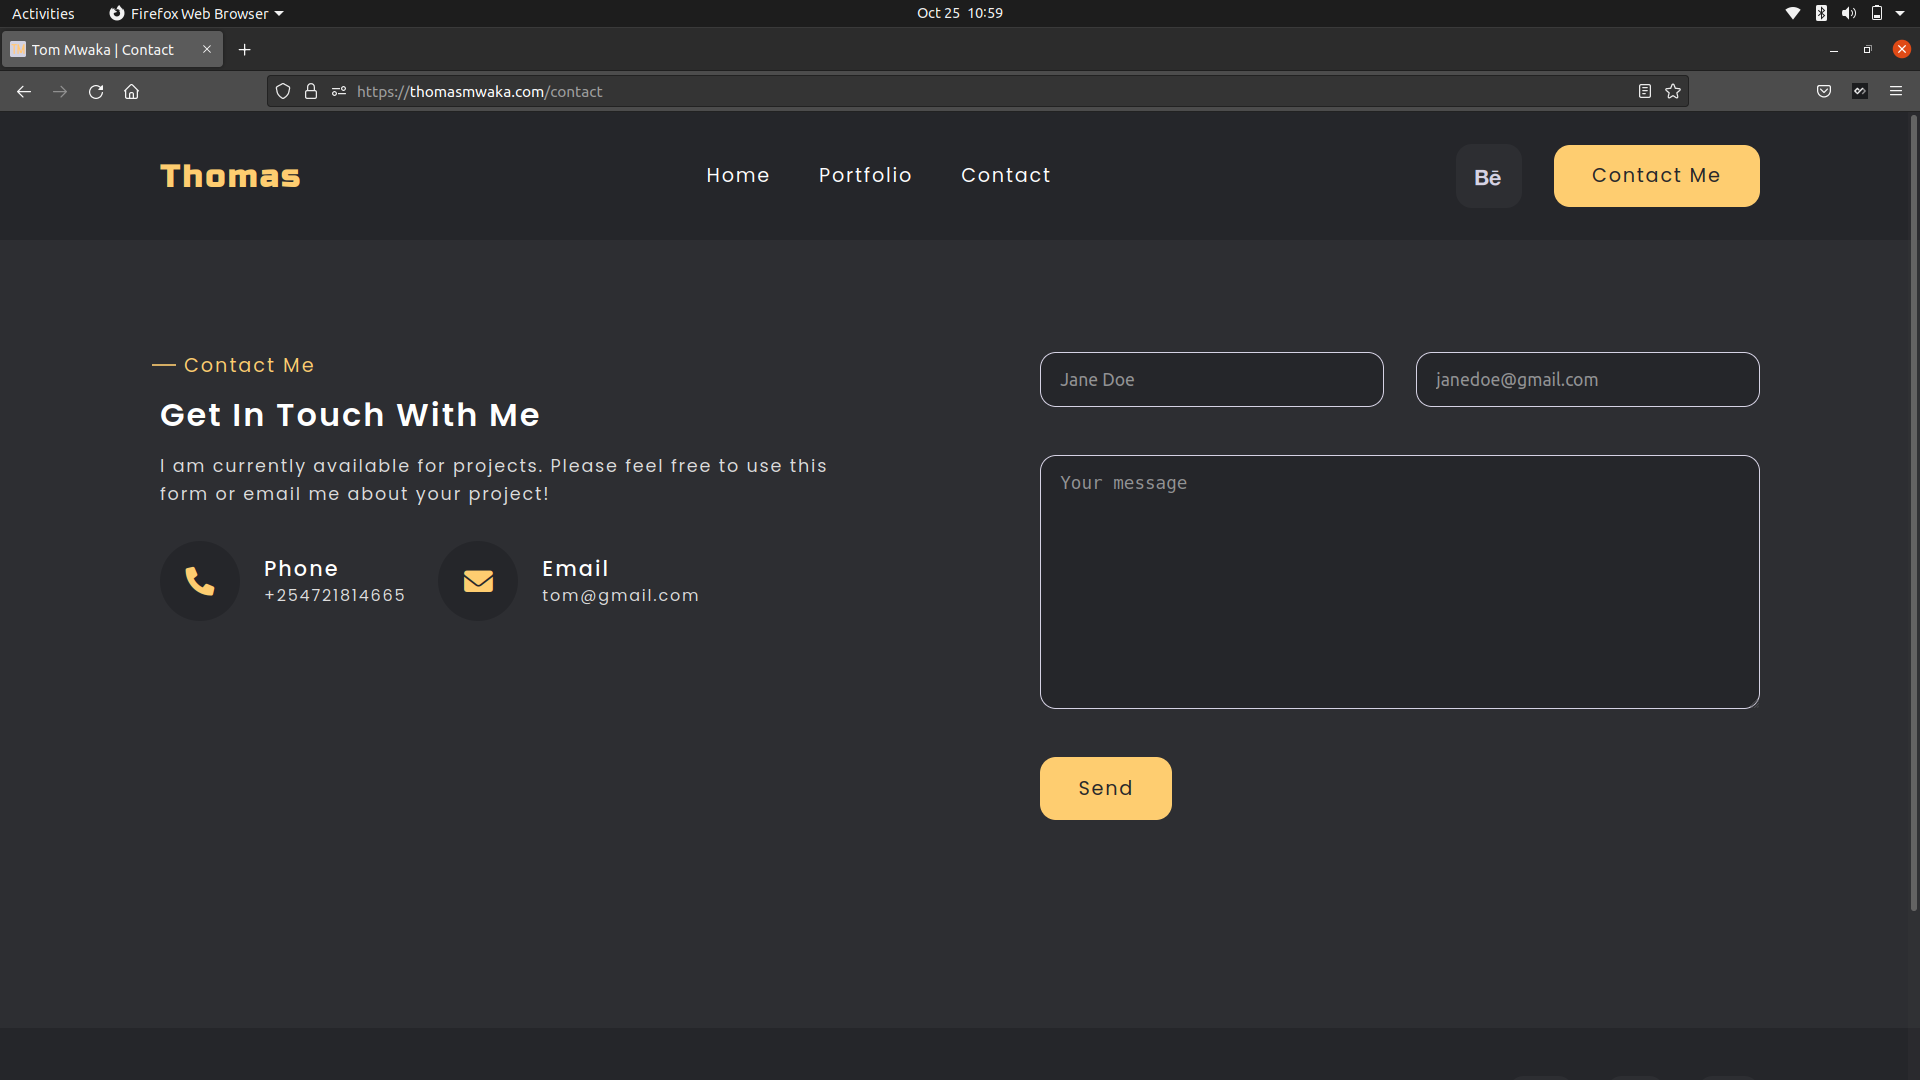 Activities
Firefox Web Browser
Oct 25 10:59
Tom Mwaka | Contact
https://thomasmwaka.com/contact
Thomas
Home
Portfolio
Contact
Bē
Contact Me
Contact Me
Get In Touch With Me
I am currently available for projects. Please feel free to use this
form or email me about your project!
Phone
+254721814665
Email
tom@gmail.com
Jane Doe
janedoe@gmail.com
Your message
Send